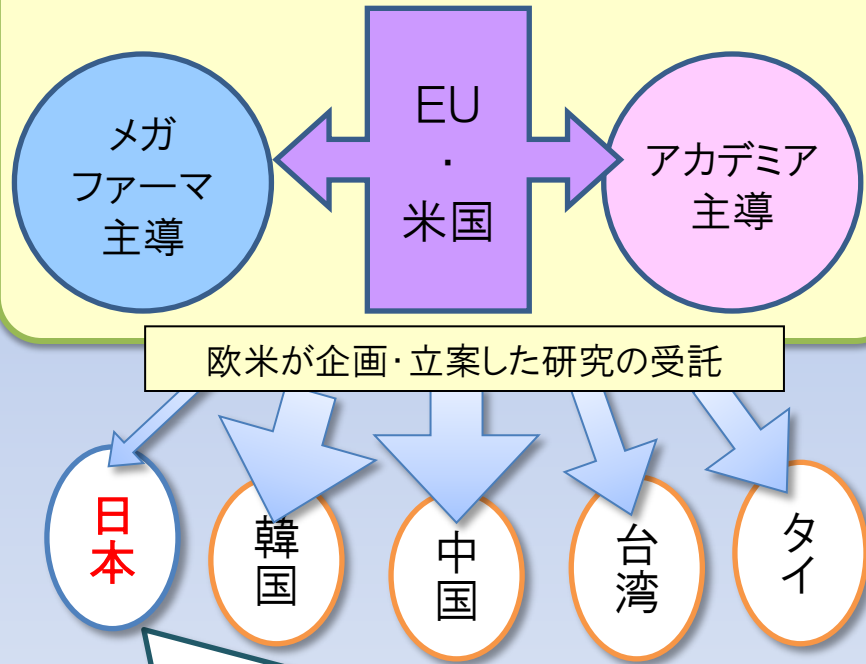 メガ
ファーマ
主導
EU
・
米国
アカデミア
主導
欧米が企画・立案した研究の受託
日本
韓国
中国
台湾
タイ